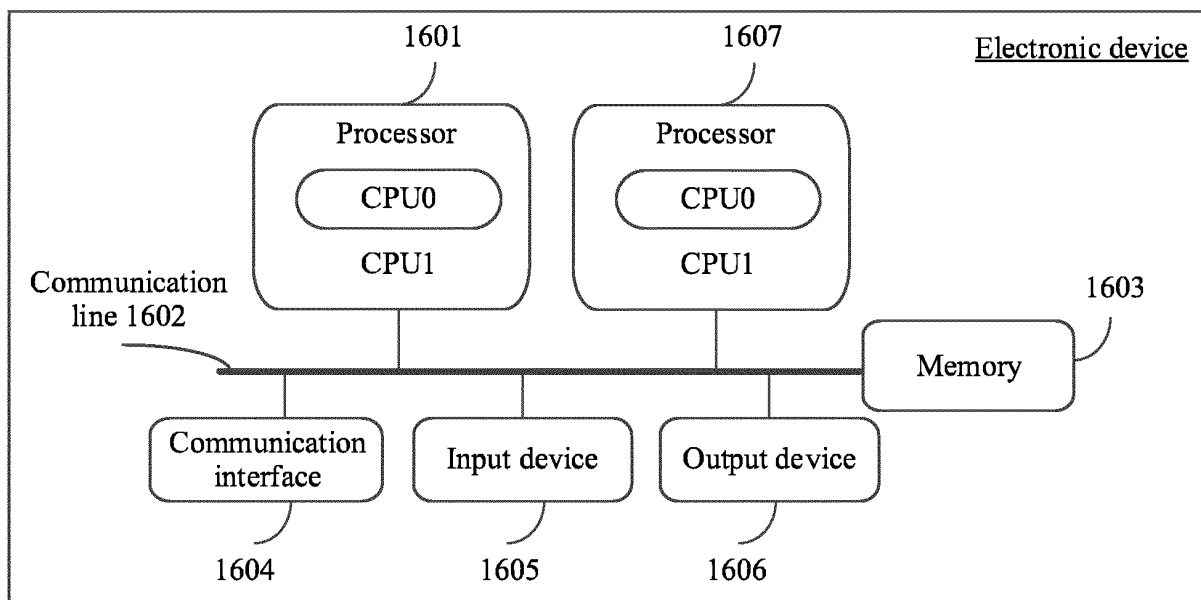 1601
1607
Electronic device
Processor
CPU0
CPU1
Processor
CPU0
CPU1
Communication
line 1602
1603
Memory
Communication
interface
Input device
Output device
1604
1605
1606